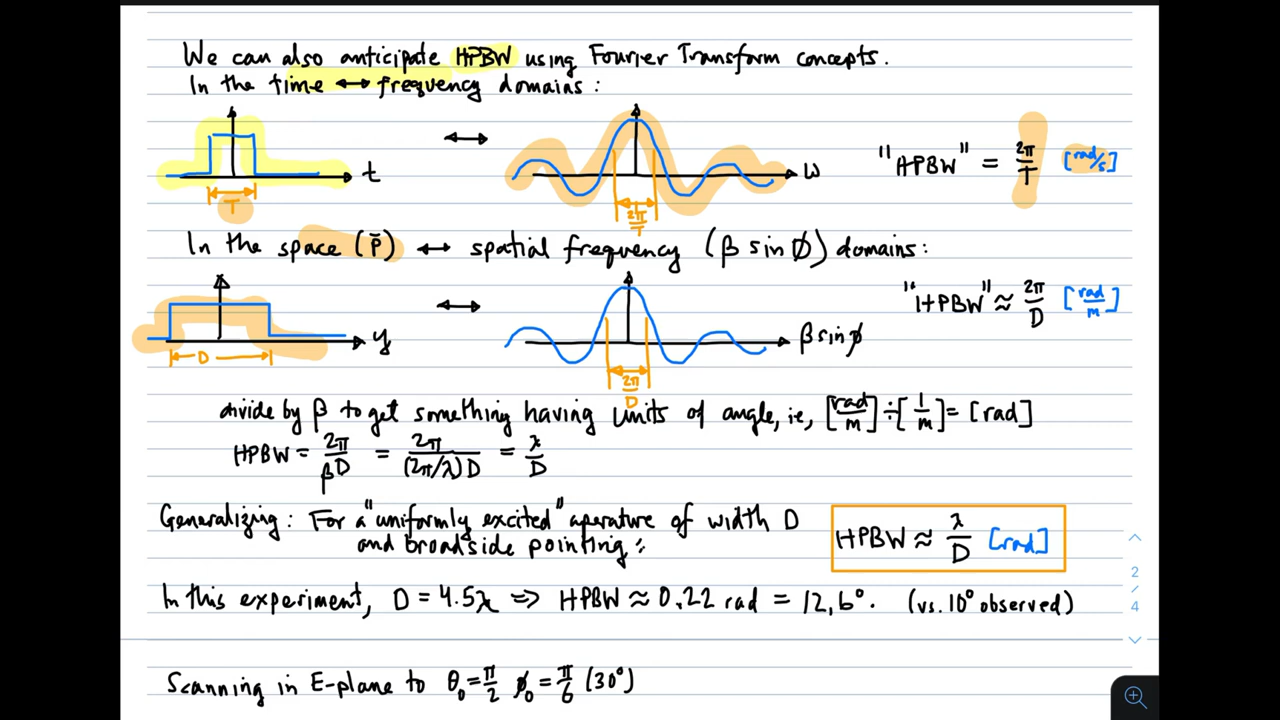 We can also anticipate HPBW using Fourier Transform concepts.
In the time ↔ frequency domains:
t
↔
ω
"HPBW" = 2π/T [rad/s]
T
2π/T
In the space (p̄) ↔ spatial frequency (β sin ϕ) domains:
"HPBW" ≈ 2π/D [rad/m]
y
↔
β sin ϕ
D
2π/D
divide by β to get something having units of angle, ie, [rad/m] ÷ [1/m] = [rad]
HPBW = 2π/βD = 2π/(2π/λ)D = λ/D
Generalizing: For a "uniformly excited" aperature of width D
and broadside pointing:
HPBW ≈ λ/D [rad]
2
/
4
In this experiment, D = 4.5λ ⇒ HPBW ≈ 0.22 rad = 12.6°. (vs. 10° observed)
Scanning in E-plane to θ₀ = π/2 ϕ₀ = π/6 (30°)